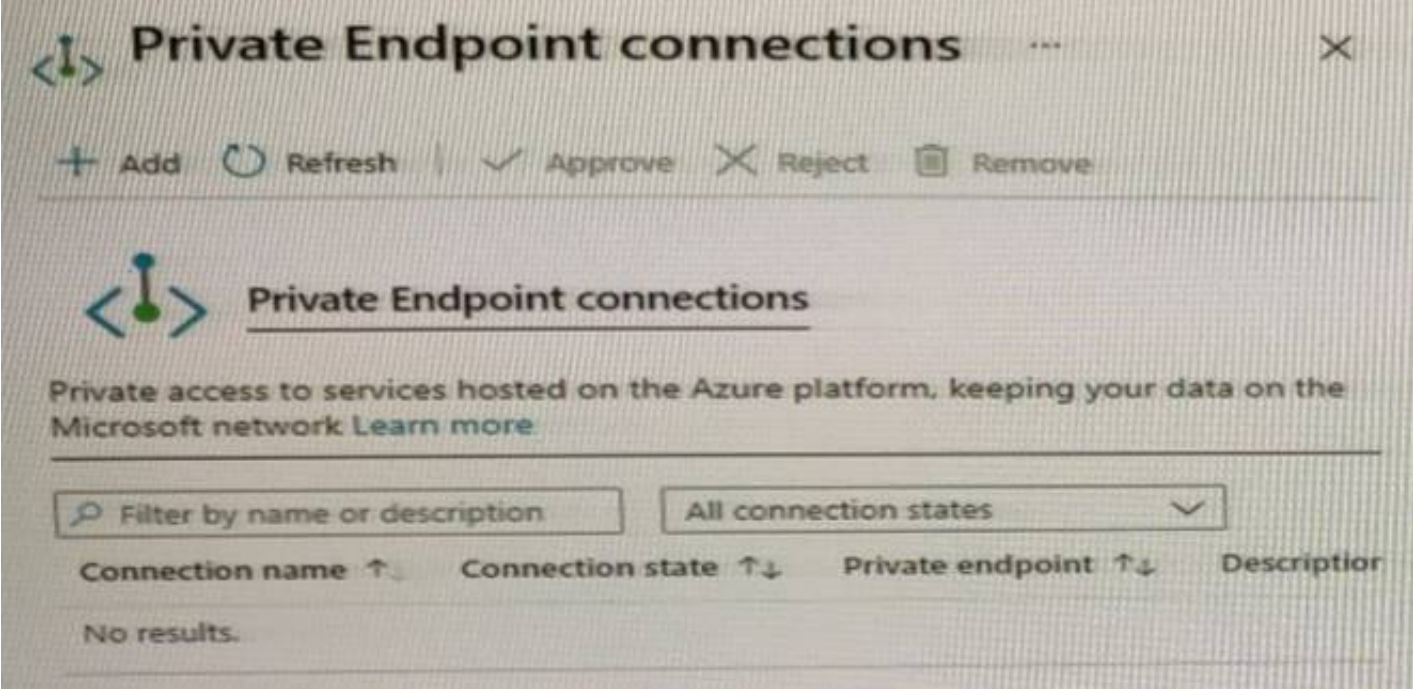 Private Endpoint connections ...
Add Refresh Approve Reject Remove
Private Endpoint connections
Private access to services hosted on the Azure platform, keeping your data on the
Microsoft network Learn more
Filter by name or description All connection states
Connection name ↑ Connection state ↑↓ Private endpoint ↑↓ Descriptior
No results.